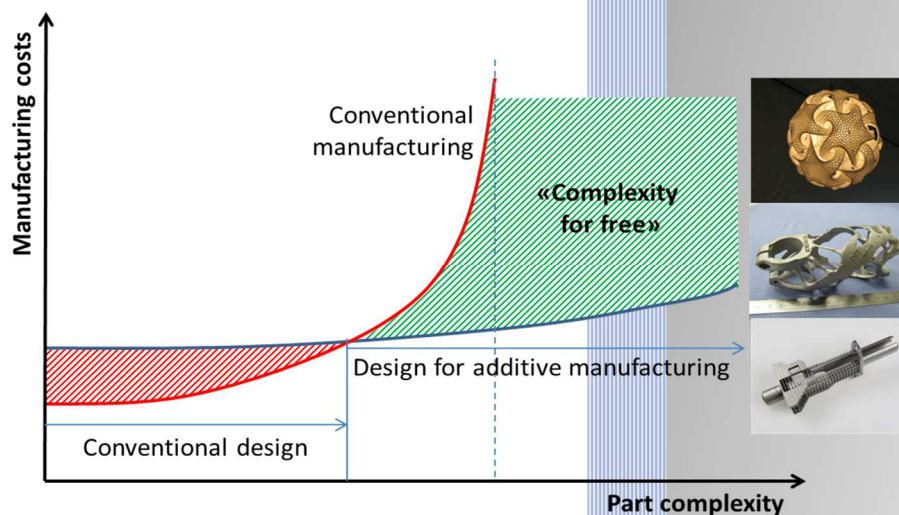 Manufacturing costs
Conventional
manufacturing
«Complexity
for free»
Design for additive manufacturing
Conventional design
Part complexity